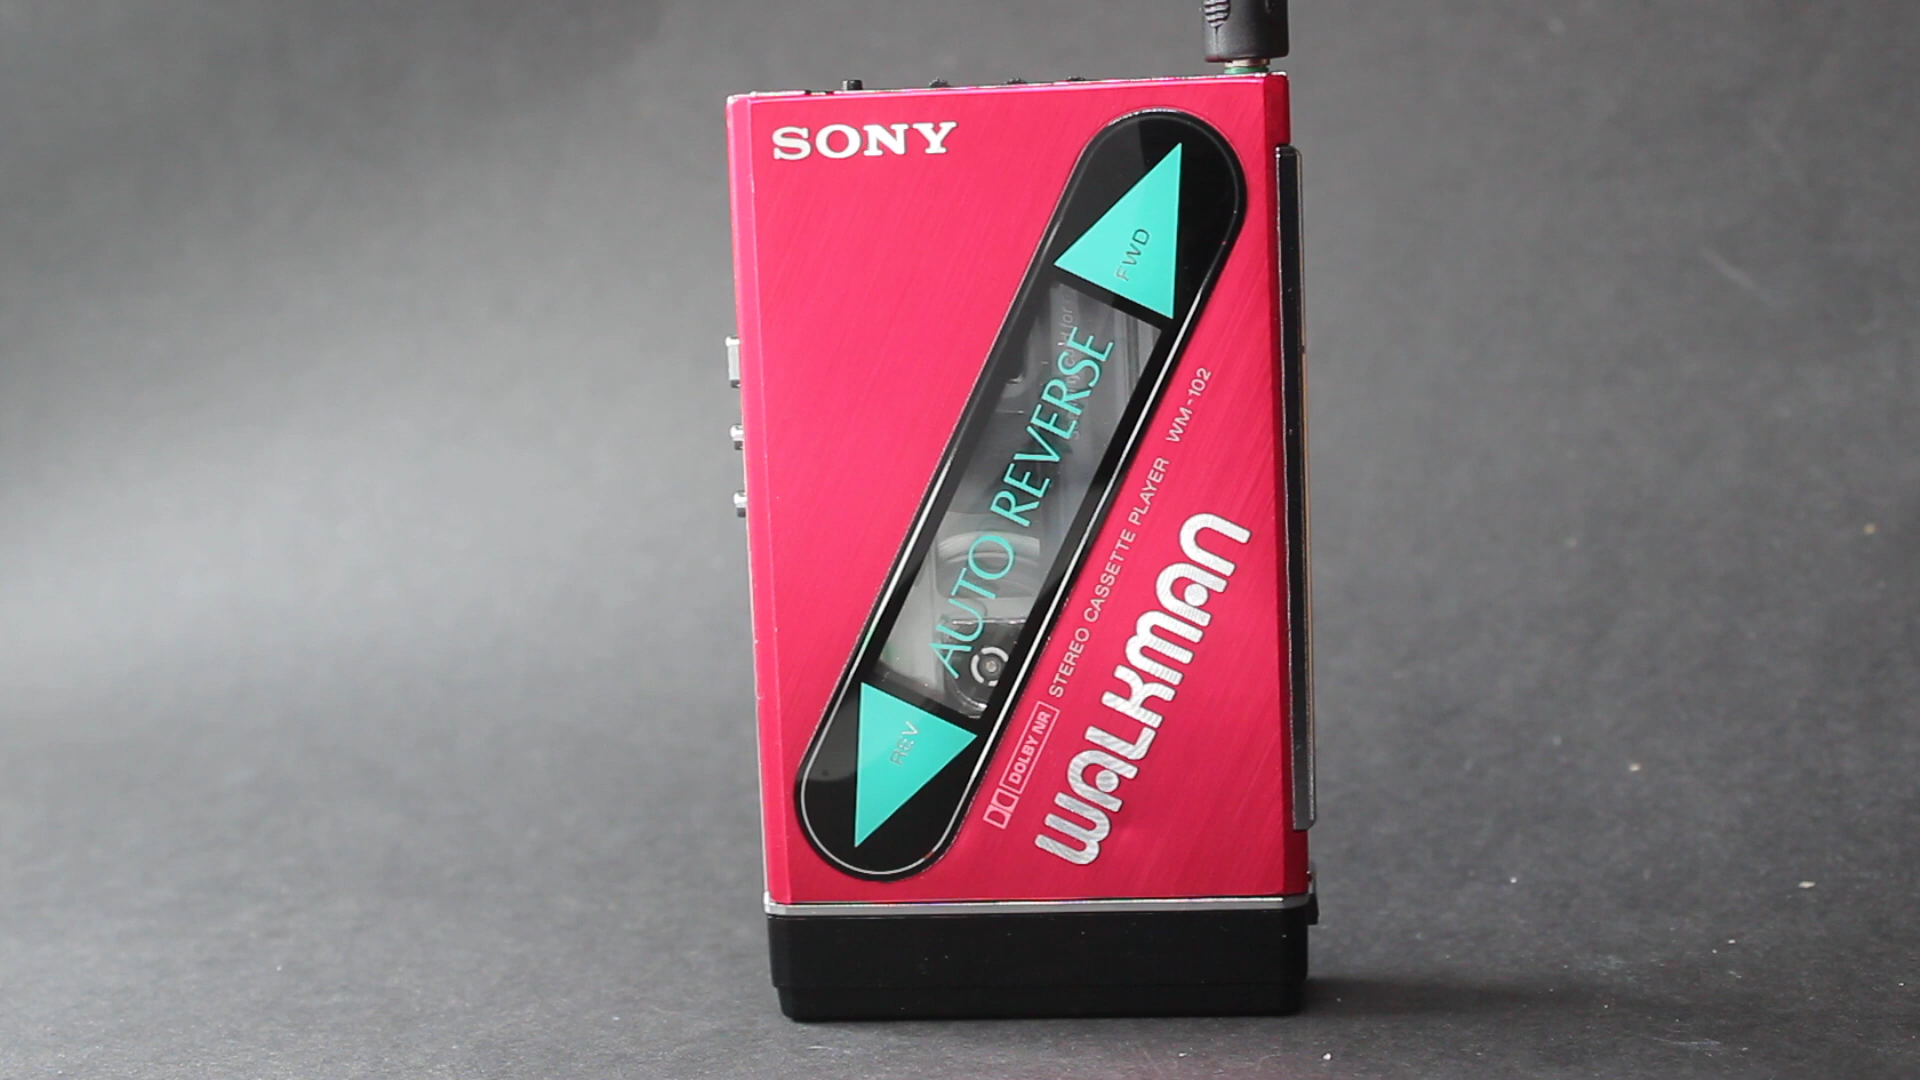 SONY
FWD
AUTO REVERSE
REV
DOLBY NR STEREO CASSETTE PLAYER WM-102
WALKMAN